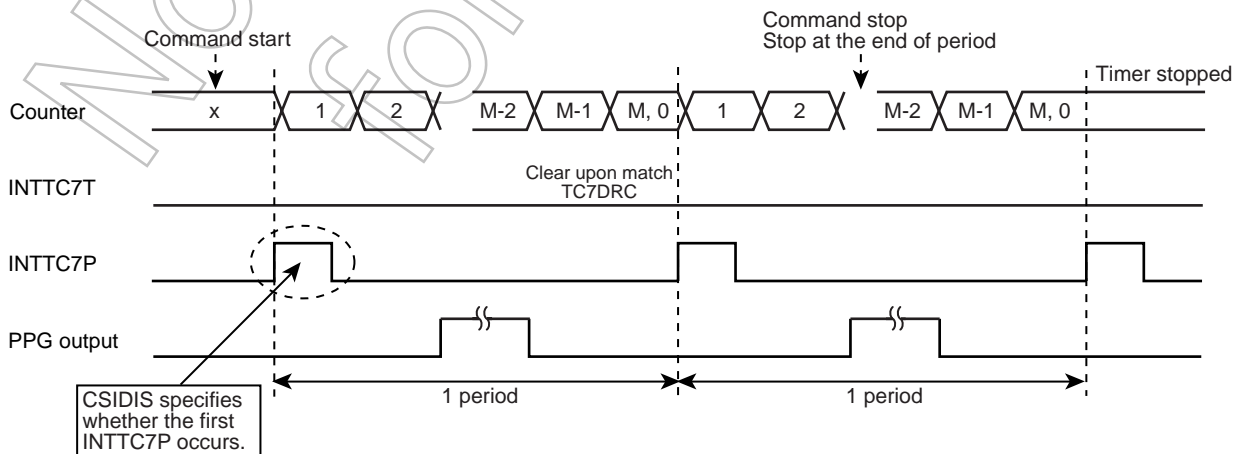 Command start
Command stop
Stop at the end of period
Timer stopped
Counter
x 1 2 M-2 M-1 M, 0 1 2 M-2 M-1 M, 0
INTTC7T
Clear upon match
TC7DRC
INTTC7P
PPG output
1 period 1 period
CSIDIS specifies
whether the first
INTTC7P occurs.